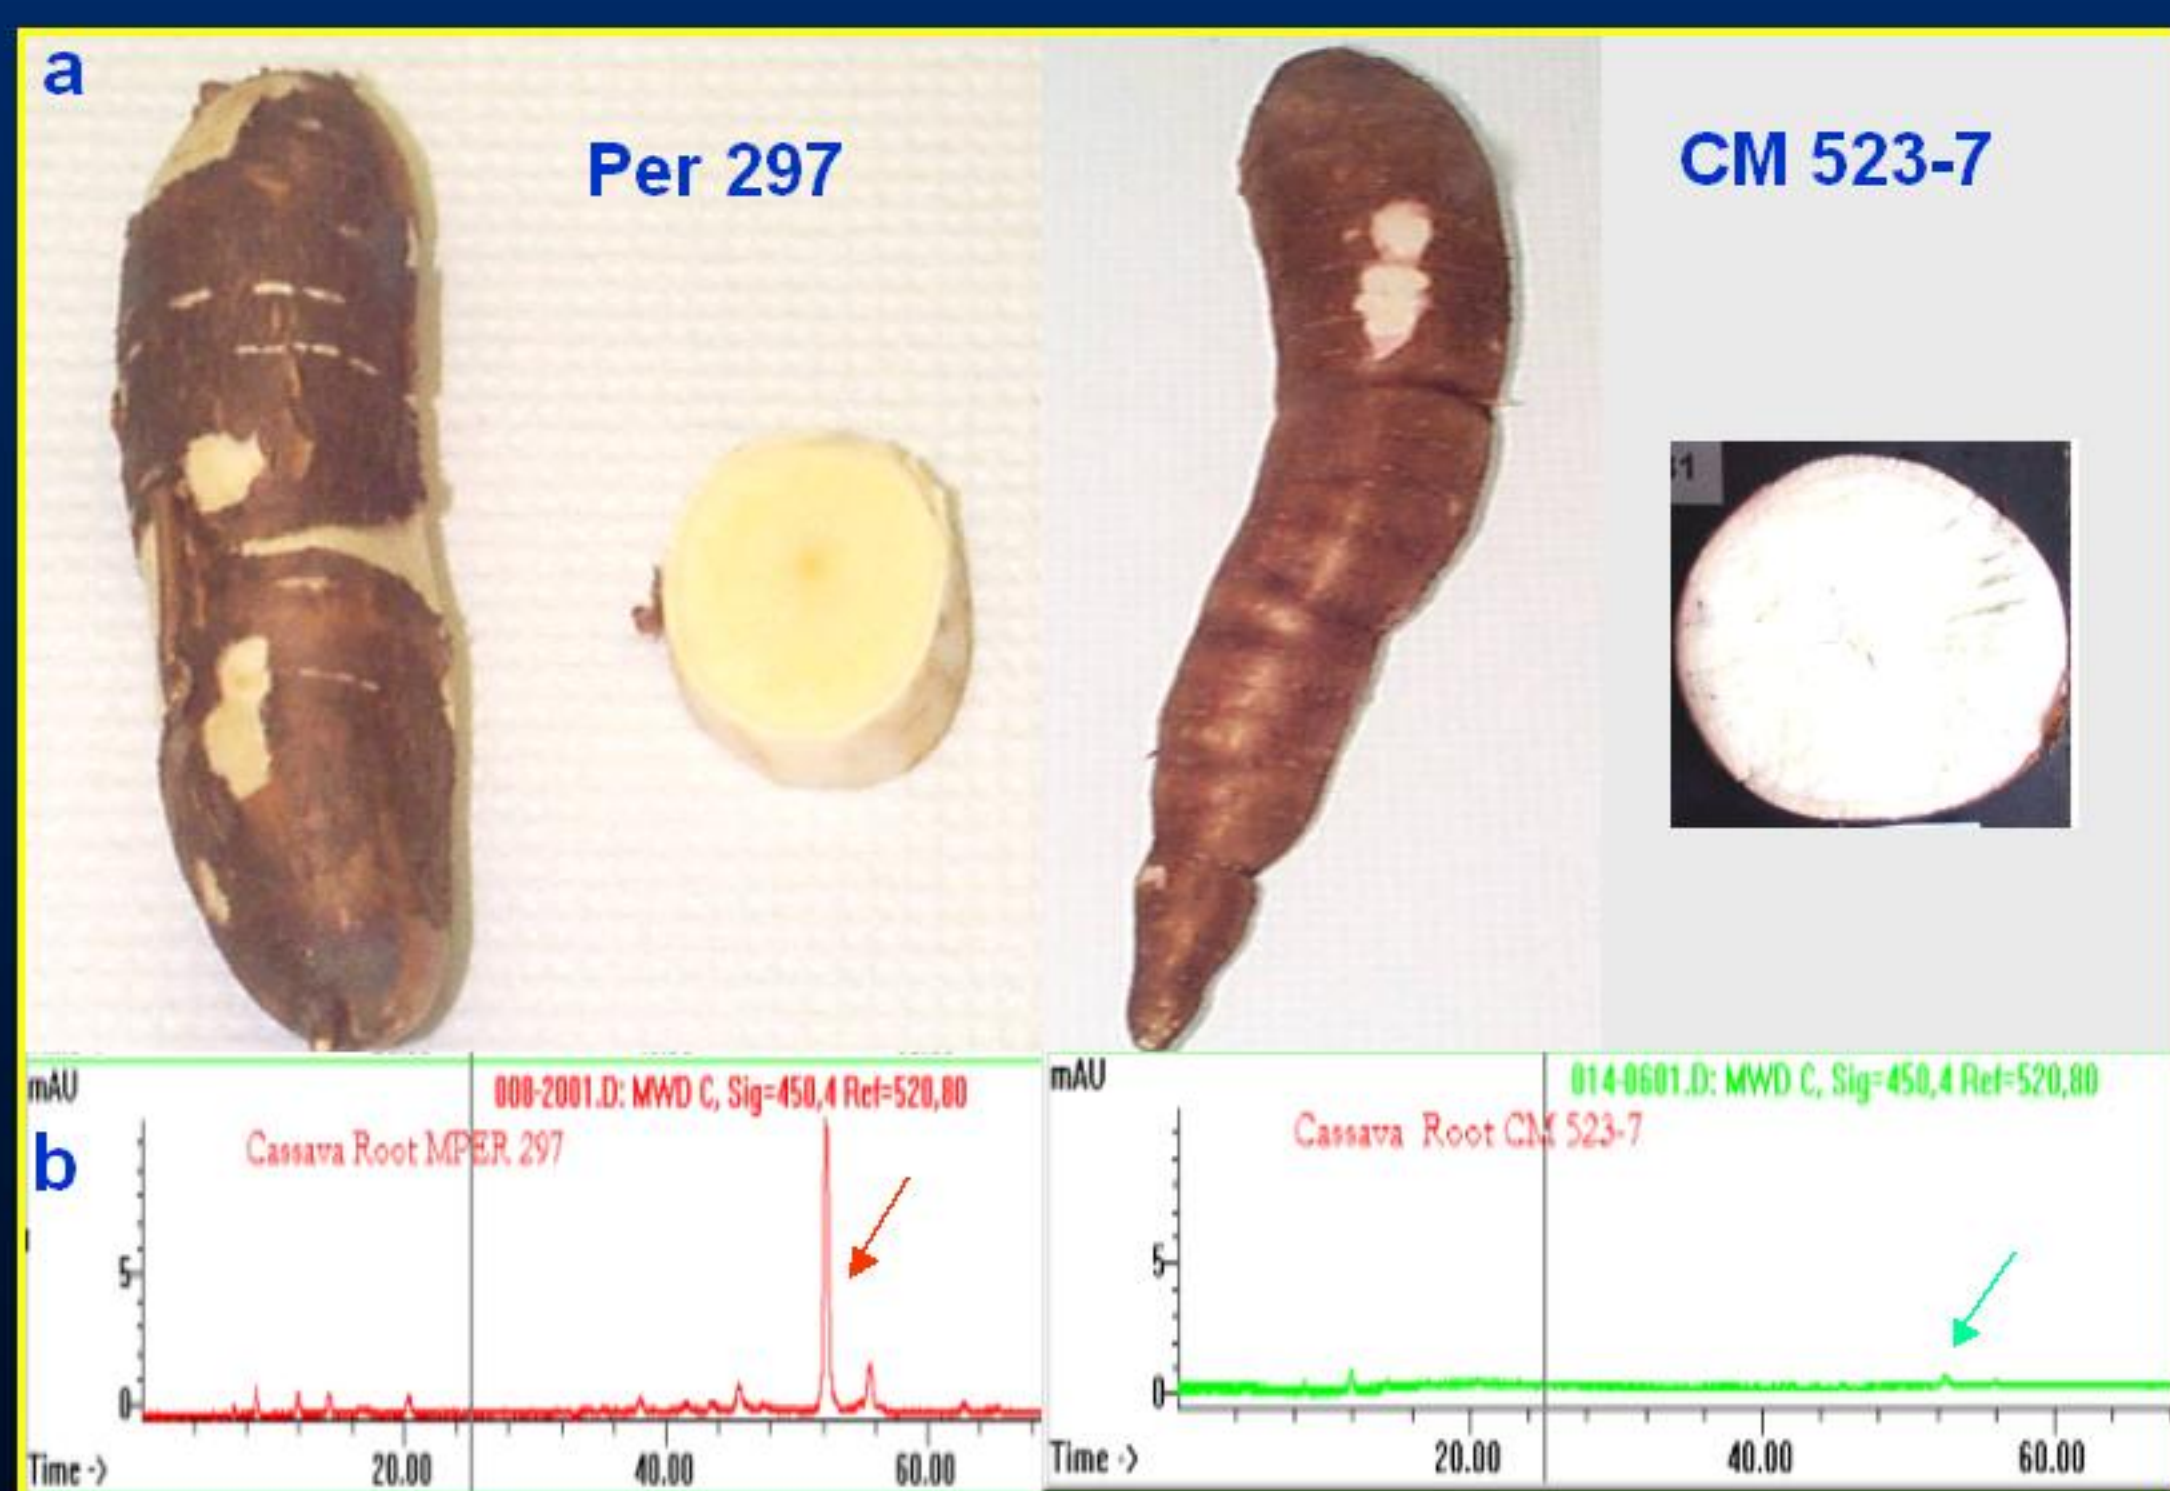 a
Per 297
CM 523-7
b
mAU
008-2001.D: MWD C, Sig=450,4 Ref=520,80
Cassava Root MPER 297
5
0
Time ->
20.00
40.00
60.00
mAU
014-0601.D: MWD C, Sig=450,4 Ref=520,80
Cassava Root CM 523-7
5
0
Time ->
20.00
40.00
60.00